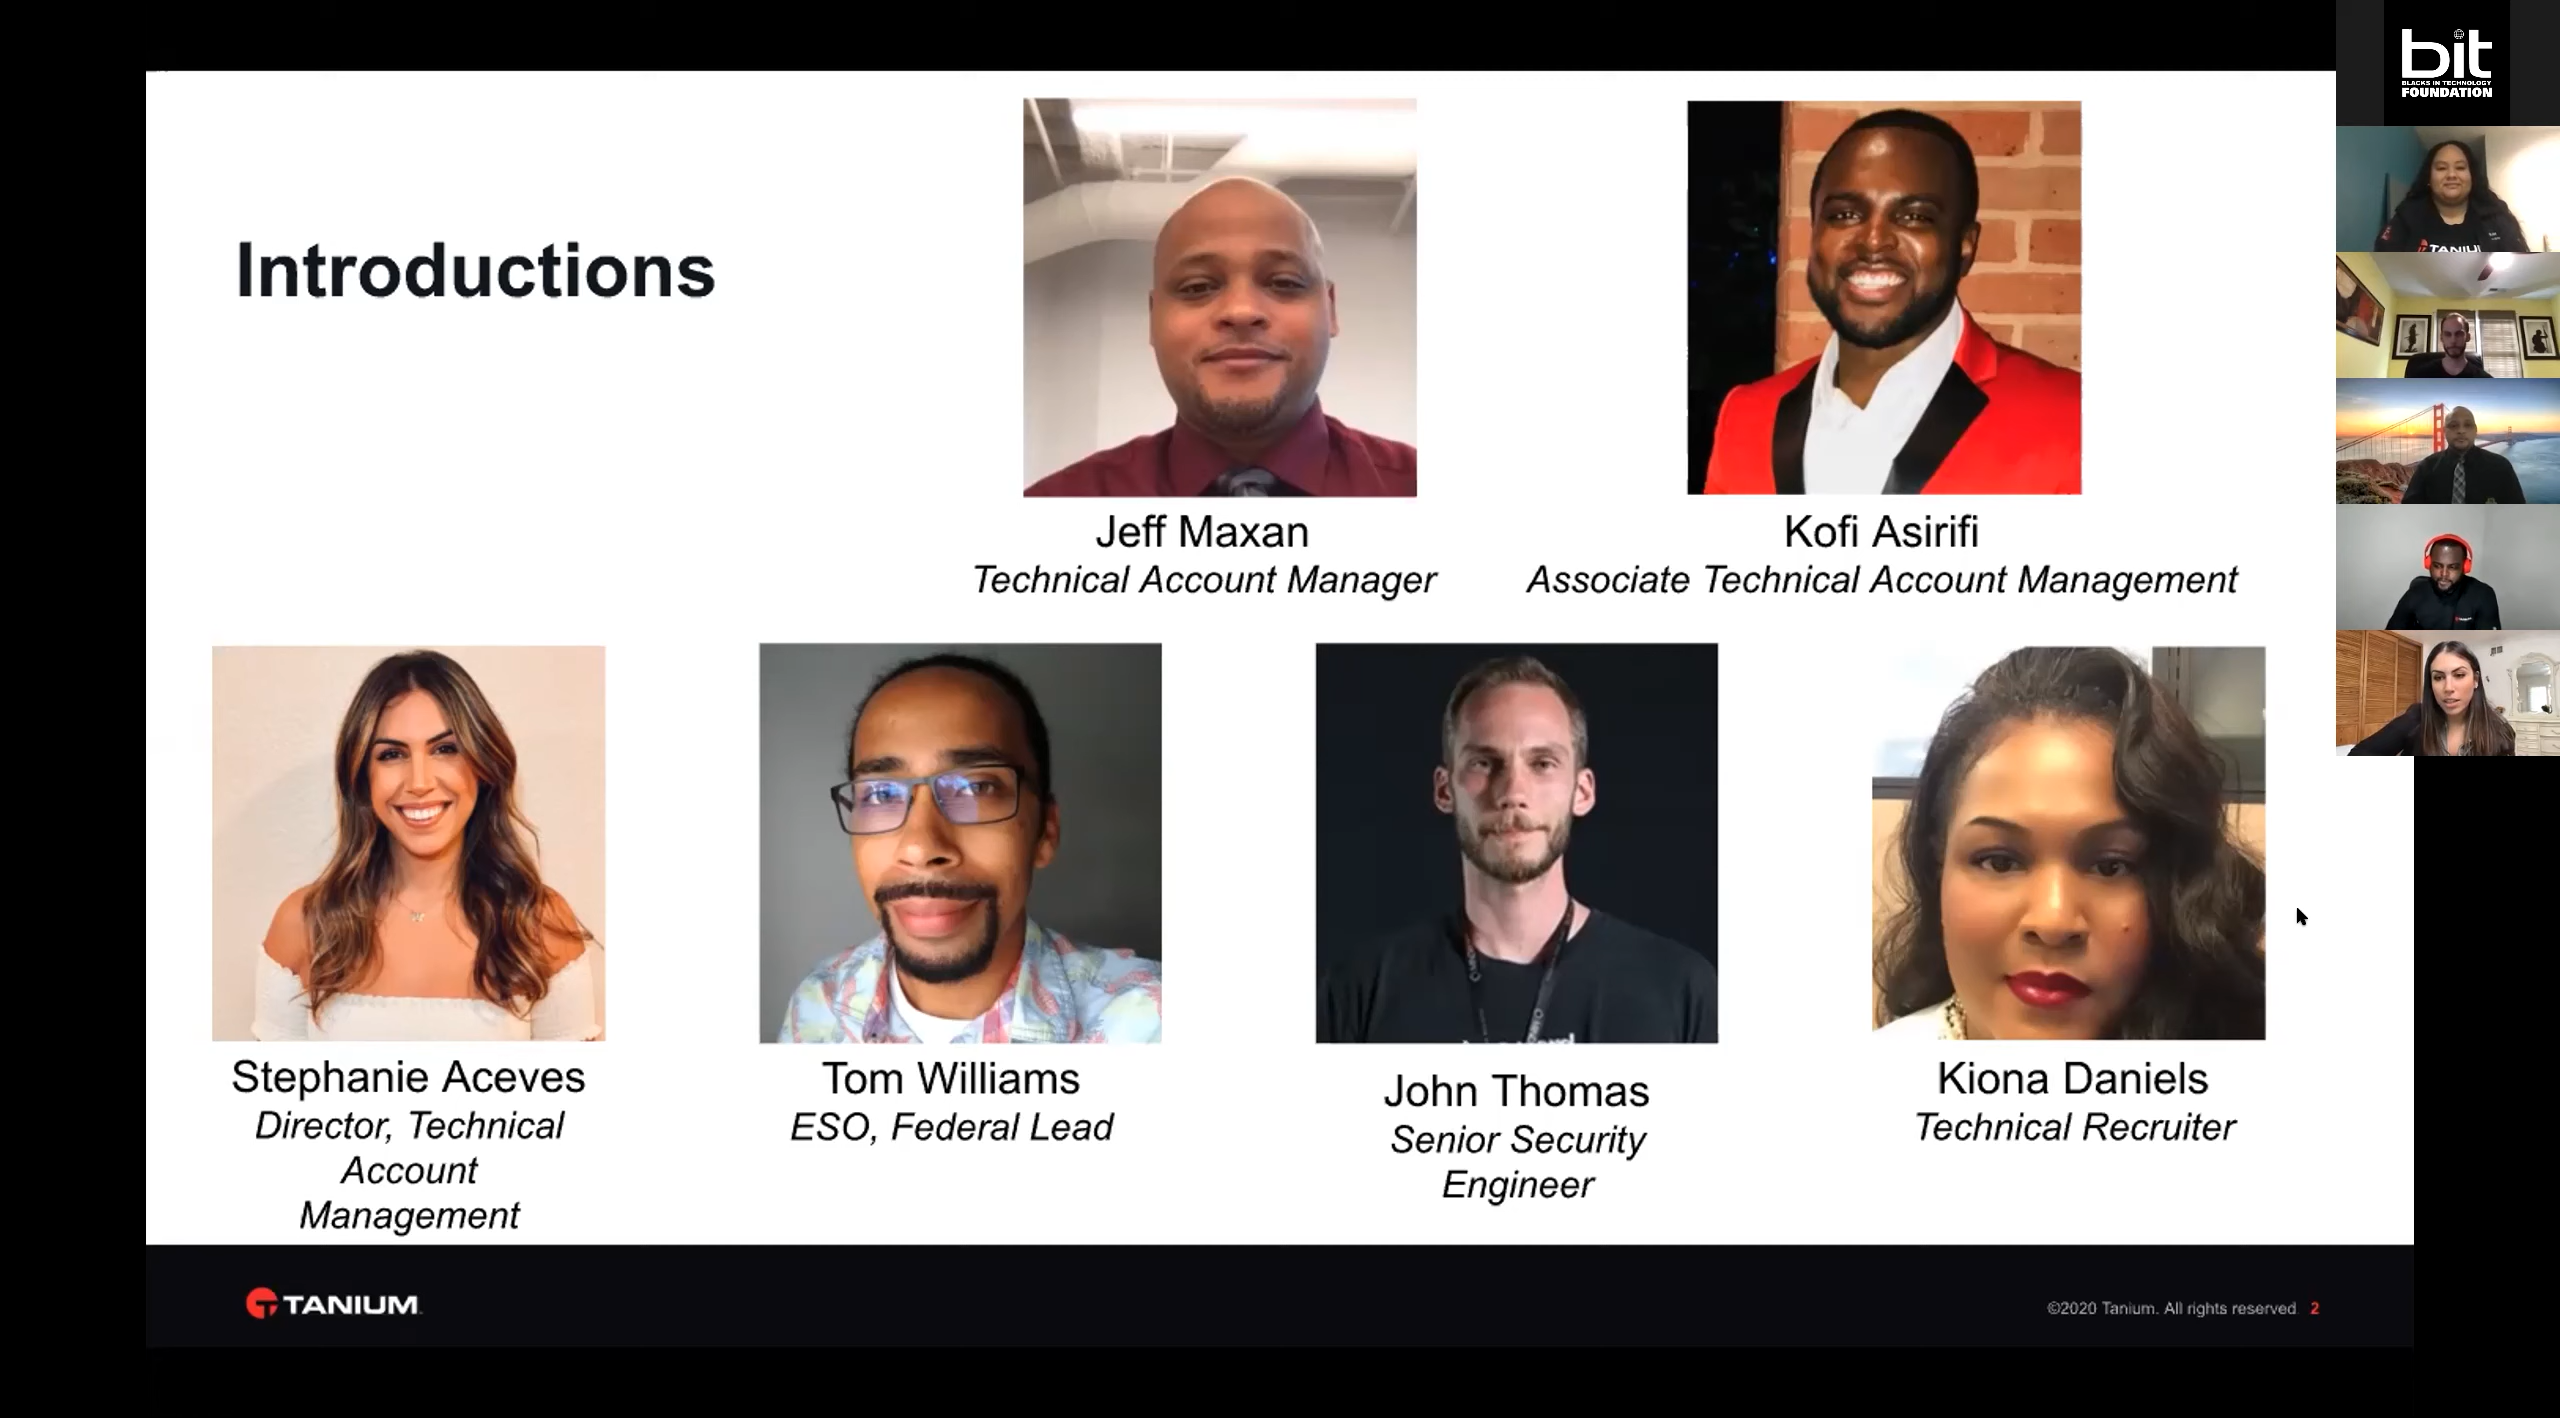 Introductions
Jeff Maxan
Technical Account Manager
Kofi Asirifi
Associate Technical Account Management
Stephanie Aceves
Director, Technical
Account
Management
Tom Williams
ESO, Federal Lead
John Thomas
Senior Security
Engineer
Kiona Daniels
Technical Recruiter
TANIUM
©2020 Tanium. All rights reserved 2
bit
BLACKS IN TECHNOLOGY
FOUNDATION
TANIU